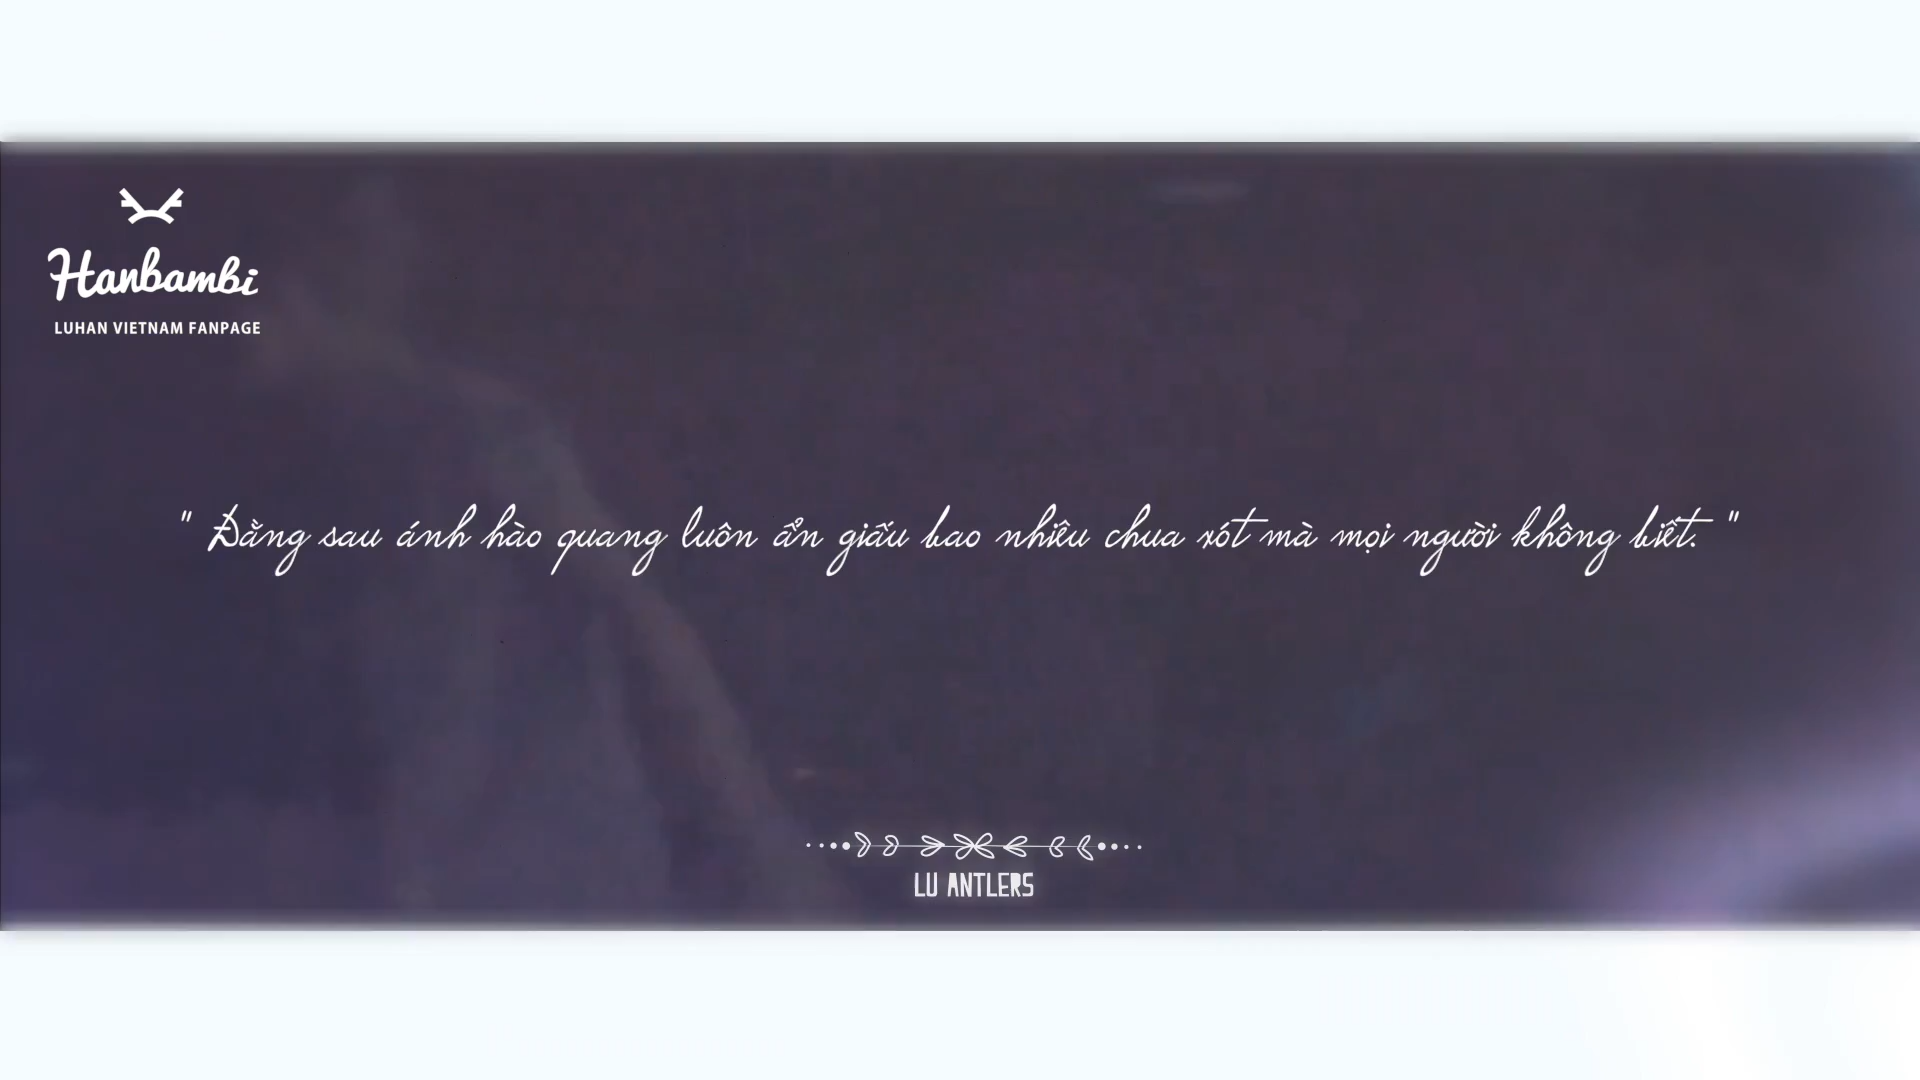 Hanbambi
LUHAN VIETNAM FANPAGE
" Đằng sau ánh hào quang luôn ẩn giấu bao nhiêu chua xót mà mọi người không biết. "
LU ANTLERS